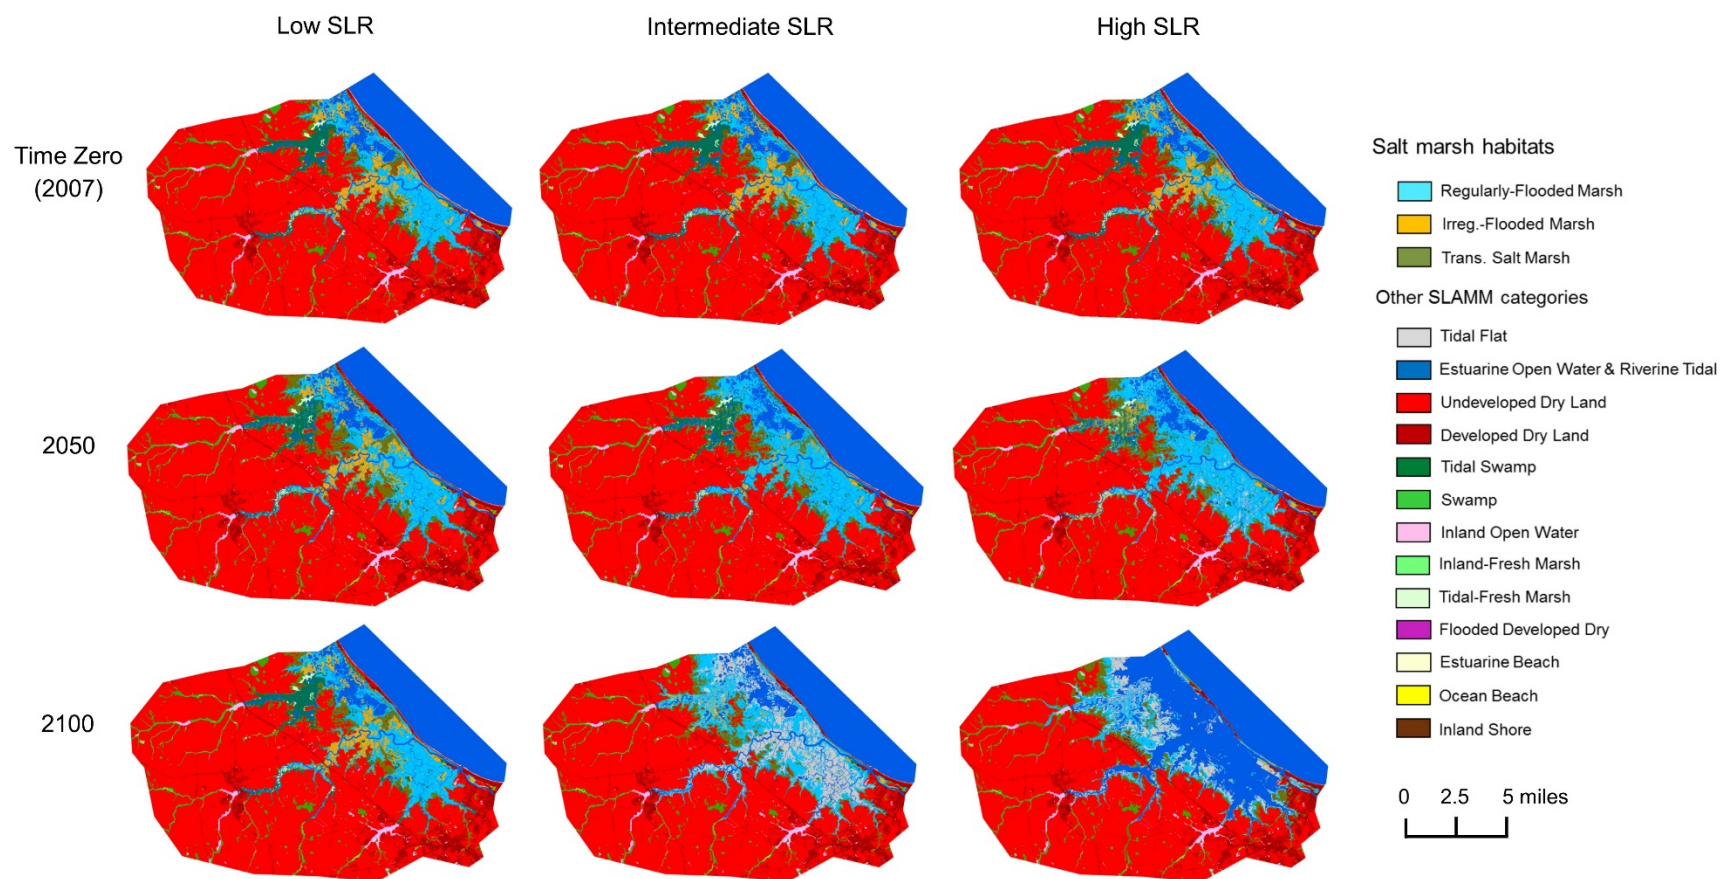 Low SLR
Intermediate SLR
High SLR
Time Zero
(2007)
2050
2100
Salt marsh habitats
Regularly-Flooded Marsh
Irreg.-Flooded Marsh
Trans. Salt Marsh
Other SLAMM categories
Tidal Flat
Estuarine Open Water & Riverine Tidal
Undeveloped Dry Land
Developed Dry Land
Tidal Swamp
Swamp
Inland Open Water
Inland-Fresh Marsh
Tidal-Fresh Marsh
Flooded Developed Dry
Estuarine Beach
Ocean Beach
Inland Shore
0 2.5 5 miles